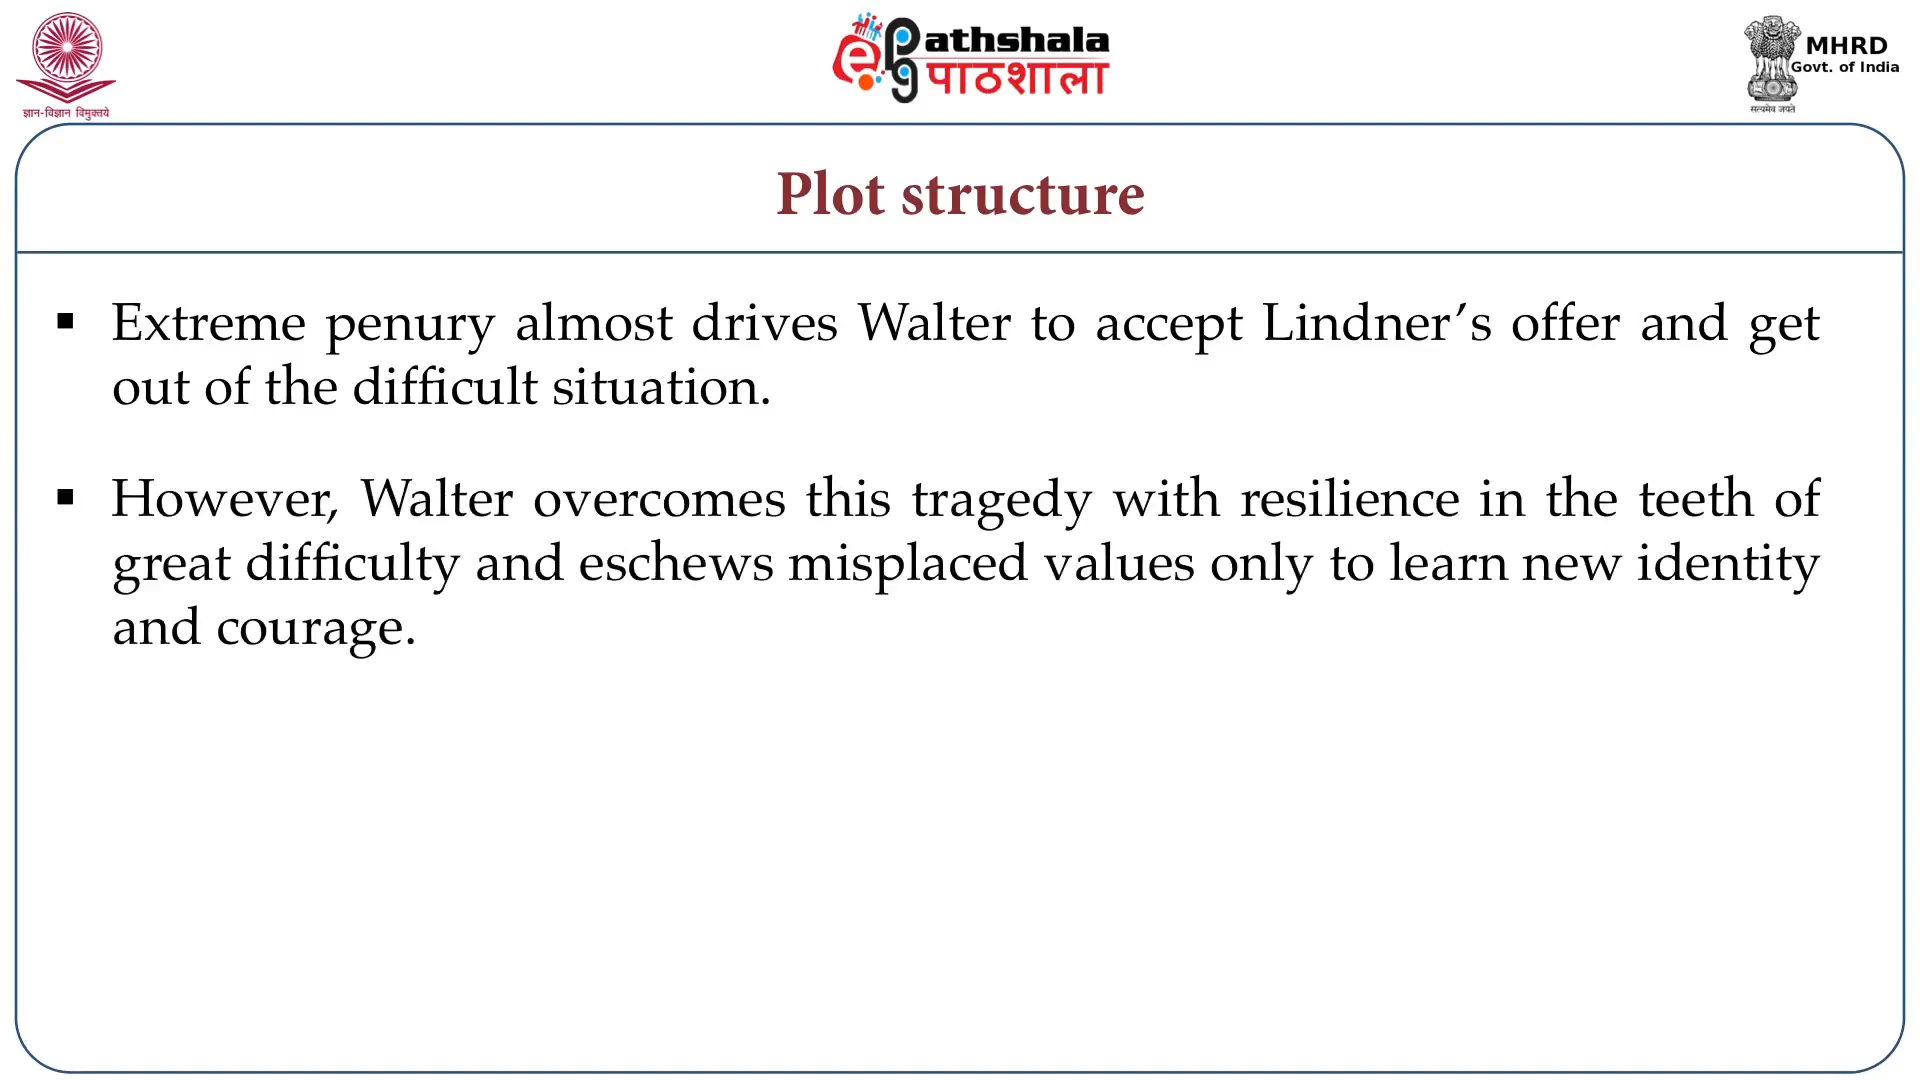 ज्ञान-विज्ञान विमुक्तये
e pg Pathshala
पाठशाला
MHRD
Govt. of India
सत्यमेव जयते
Plot structure
▪ Extreme penury almost drives Walter to accept Lindner’s offer and get
out of the difficult situation.
▪ However, Walter overcomes this tragedy with resilience in the teeth of
great difficulty and eschews misplaced values only to learn new identity
and courage.